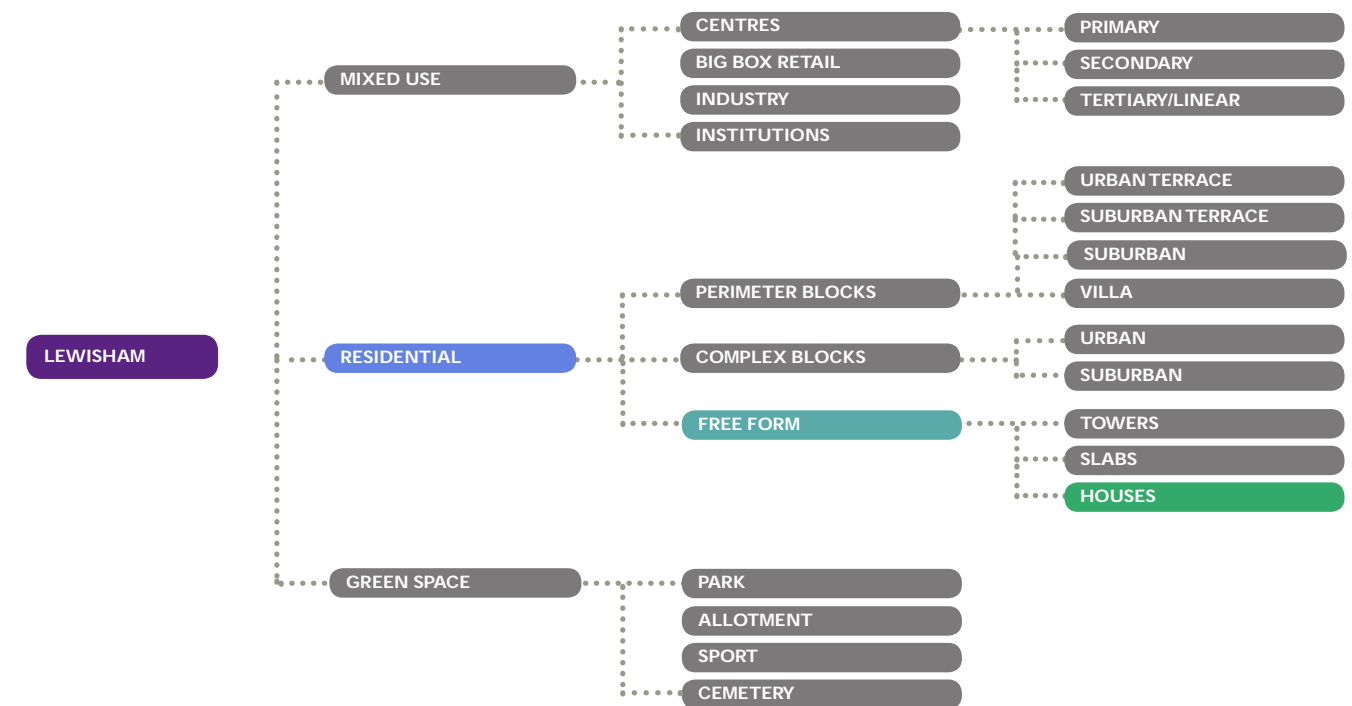 CENTRES
PRIMARY
BIG BOX RETAIL
SECONDARY
MIXED USE
INDUSTRY
TERTIARY/LINEAR
INSTITUTIONS
URBAN TERRACE
SUBURBAN TERRACE
SUBURBAN
PERIMETER BLOCKS
VILLA
LEWISHAM
RESIDENTIAL
COMPLEX BLOCKS
URBAN
SUBURBAN
FREE FORM
TOWERS
SLABS
HOUSES
GREEN SPACE
PARK
ALLOTMENT
SPORT
CEMETERY